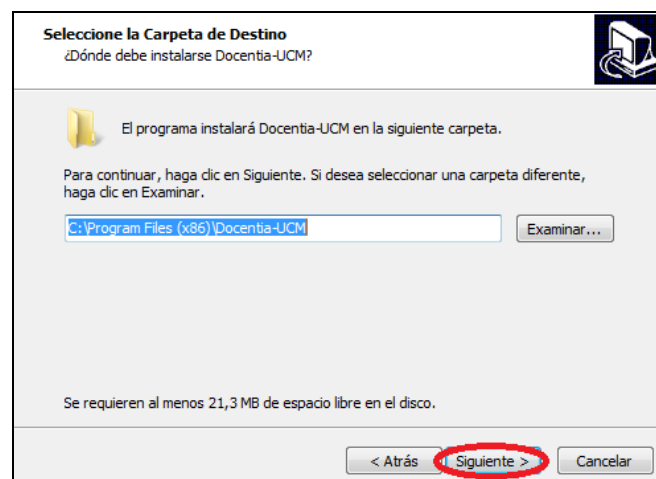 Seleccione la Carpeta de Destino
¿Dónde debe instalarse Docentia-UCM?
El programa instalará Docentia-UCM en la siguiente carpeta.
Para continuar, haga clic en Siguiente. Si desea seleccionar una carpeta diferente,
haga clic en Examinar.
C:\Program Files (x86)\Docentia-UCM
Examinar...
Se requieren al menos 21,3 MB de espacio libre en el disco.
< Atrás
Siguiente >
Cancelar